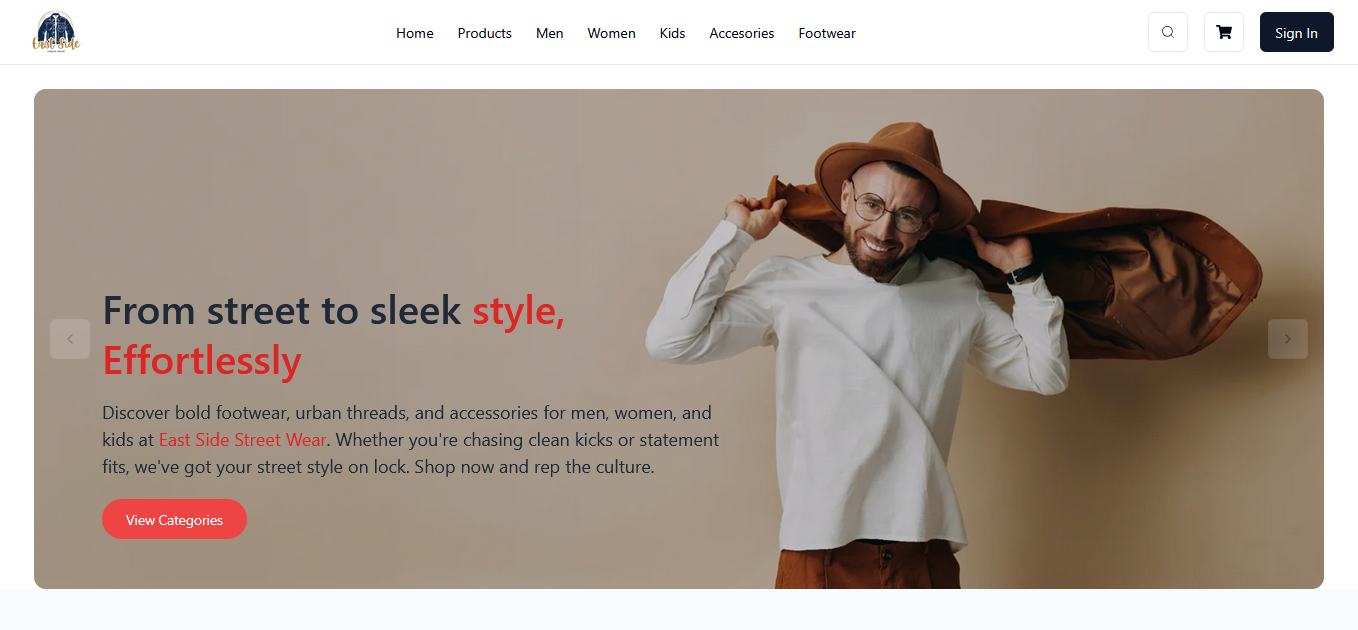 East Side
Home Products Men Women Kids Accesories Footwear
Sign In
From street to sleek style,
Effortlessly
Discover bold footwear, urban threads, and accessories for men, women, and
kids at East Side Street Wear. Whether you're chasing clean kicks or statement
fits, we've got your street style on lock. Shop now and rep the culture.
View Categories